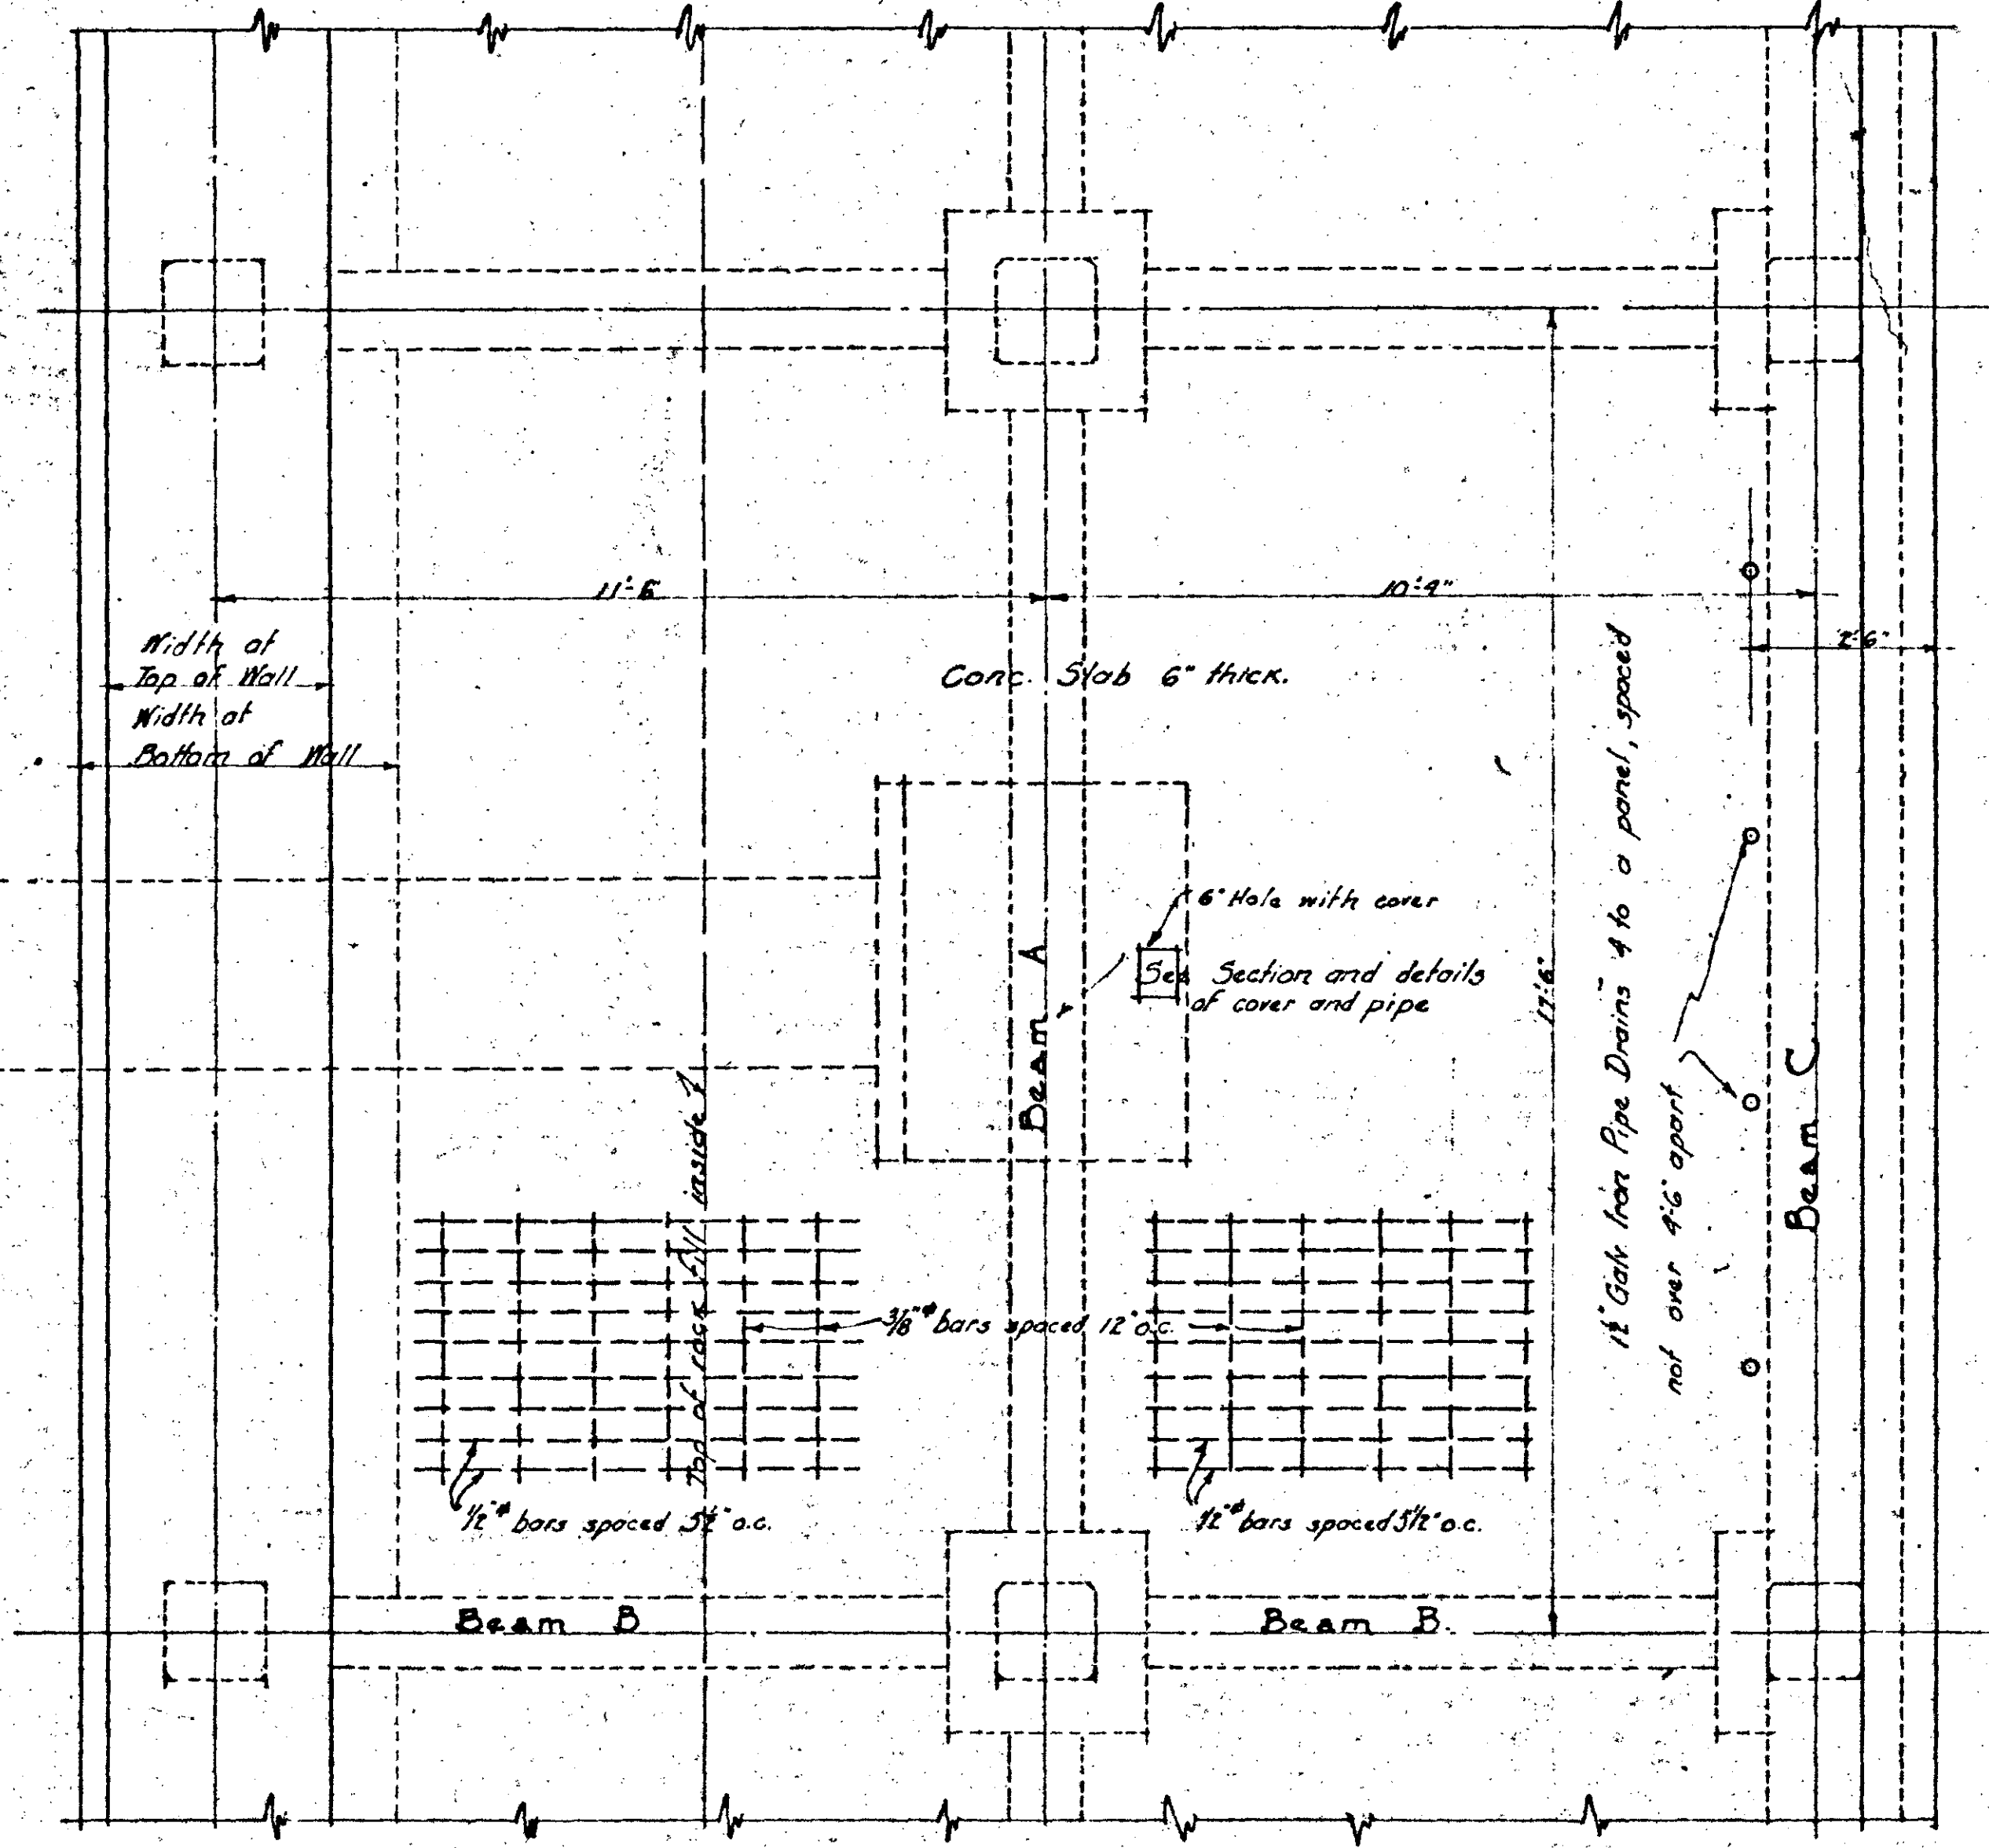 11'-6"
10'-9"
2'-6"
Width at
Top of Wall
Width at
Bottom of Wall
Conc. Slab 6" thick.
6" Hole with cover
See Section and details
of cover and pipe
Beam A
17'-6"
1½" Galv. Iron Pipe Drains 4 to a panel, spaced
not over 4'-6" apart
Beam C
Top of rock fill inside
3/8"ᶲ bars spaced 12" o.c.
1/2"ᶲ bars spaced 5½" o.c.
1/2"ᶲ bars spaced 5½" o.c.
Beam B
Beam B.